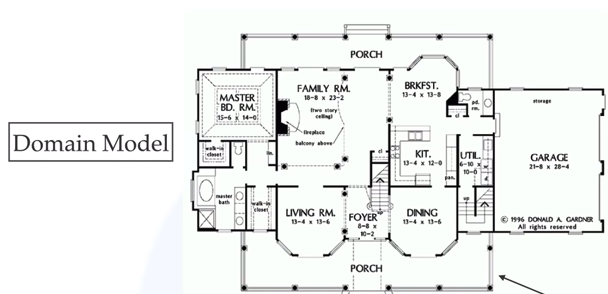 Domain Model
PORCH
FAMILY RM.
18-8 x 23-2
(two story
ceiling)
fireplace
balcony above
BRKFST.
13-4 x 13-8
MASTER
BD. RM.
15-6 x 14-0
walk-in
closet
lin.
master
bath
walk-in
closet
LIVING RM.
13-4 x 13-6
FOYER
8-8 x
10-2
up
cl
KIT.
13-4 x 12-0
pan.
DINING
13-4 x 13-6
cl
pd.
rm.
UTIL.
6-10 x
10-0
w
d
up
storage
GARAGE
21-8 x 28-4
© 1996 DONALD A. GARDNER
All rights reserved
PORCH